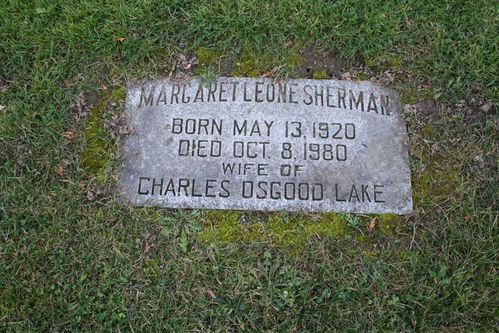 MARGARET LEONE SHERMAN
BORN MAY 13, 1920
DIED OCT. 8, 1980
WIFE OF
CHARLES OSGOOD LAKE